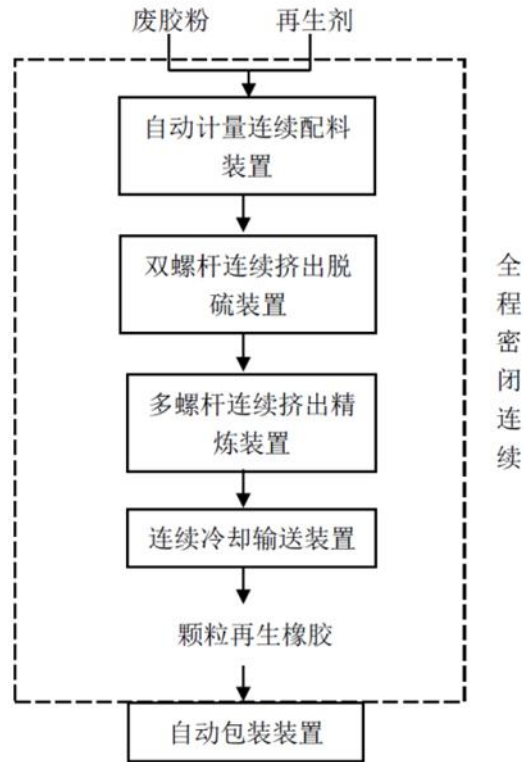 废胶粉 再生剂
自动计量连续配料
装置
双螺杆连续挤出脱
硫装置
多螺杆连续挤出精
炼装置
连续冷却输送装置
颗粒再生橡胶
自动包装装置
全程密闭连续